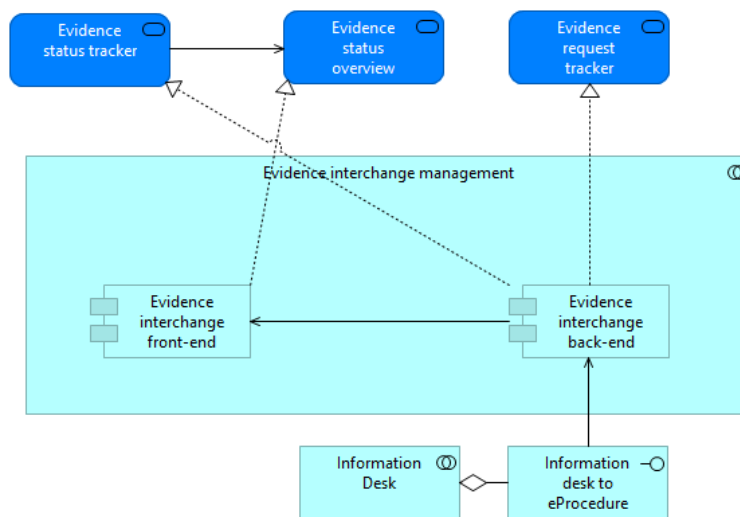 Evidence
status tracker
Evidence
status
overview
Evidence
request
tracker
Evidence interchange management
Evidence
interchange
front-end
Evidence
interchange
back-end
Information
Desk
Information
desk to
eProcedure